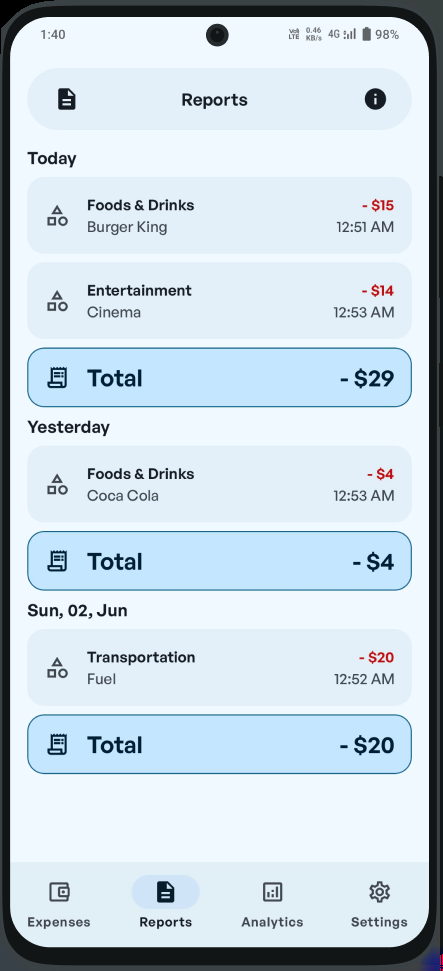 1:40
Vo))
LTE
0.46
KB/s
4G
98%
Reports
Today
Foods & Drinks
- $15
Burger King
12:51 AM
Entertainment
- $14
Cinema
12:53 AM
Total
- $29
Yesterday
Foods & Drinks
- $4
Coca Cola
12:53 AM
Total
- $4
Sun, 02, Jun
Transportation
- $20
Fuel
12:52 AM
Total
- $20
Expenses
Reports
Analytics
Settings